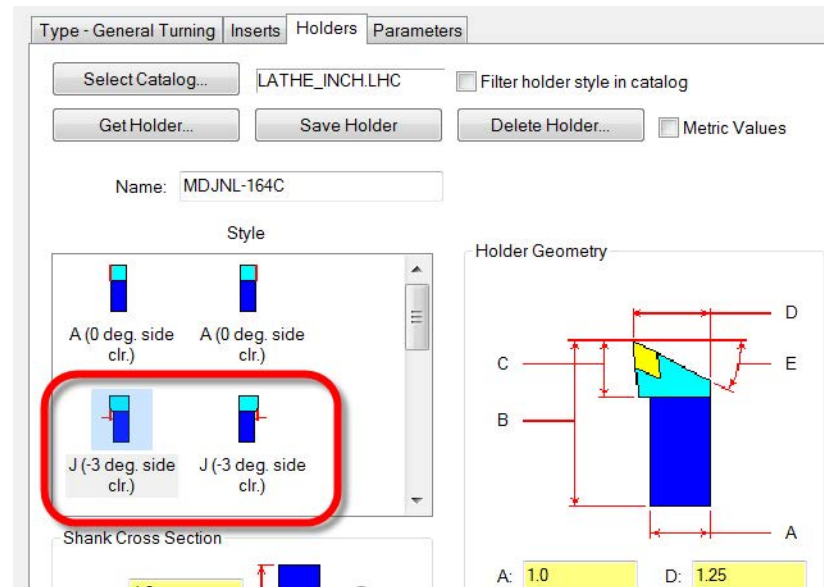 Type - General Turning Inserts Holders Parameters
Select Catalog... LATHE_INCH.LHC Filter holder style in catalog
Get Holder... Save Holder Delete Holder... Metric Values
Name: MDJNL-164C
Style
A (0 deg. side clr.)
A (0 deg. side clr.)
J (-3 deg. side clr.)
J (-3 deg. side clr.)
Holder Geometry
D
C
E
B
A
Shank Cross Section
A: 1.0 D: 1.25